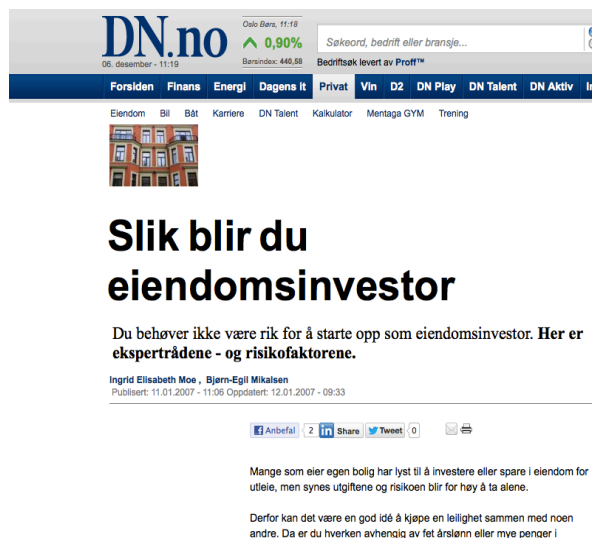 DN.no
Oslo Børs, 11:18
0,90%
Børsindex: 440,58
06. desember - 11:19
Søkeord, bedrift eller bransje...
Bedriftsøk levert av Proff™
Forsiden Finans Energi Dagens It Privat Vin D2 DN Play DN Talent DN Aktiv
Eiendom Bil Båt Karriere DN Talent Kalkulator Mentaga GYM Trening
Slik blir du
eiendomsinvestor
Du behøver ikke være rik for å starte opp som eiendomsinvestor. Her er
ekspertrådene - og risikofaktorene.
Ingrid Elisabeth Moe , Bjørn-Egil Mikalsen
Publisert: 11.01.2007 - 11:06 Oppdatert: 12.01.2007 - 09:33
Anbefal 2 in Share Tweet 0
Mange som eier egen bolig har lyst til å investere eller spare i eiendom for
utleie, men synes utgiftene og risikoen blir for høy å ta alene.
Derfor kan det være en god idé å kjøpe en leilighet sammen med noen
andre. Da er du hverken avhengig av fet årslønn eller mye penger i